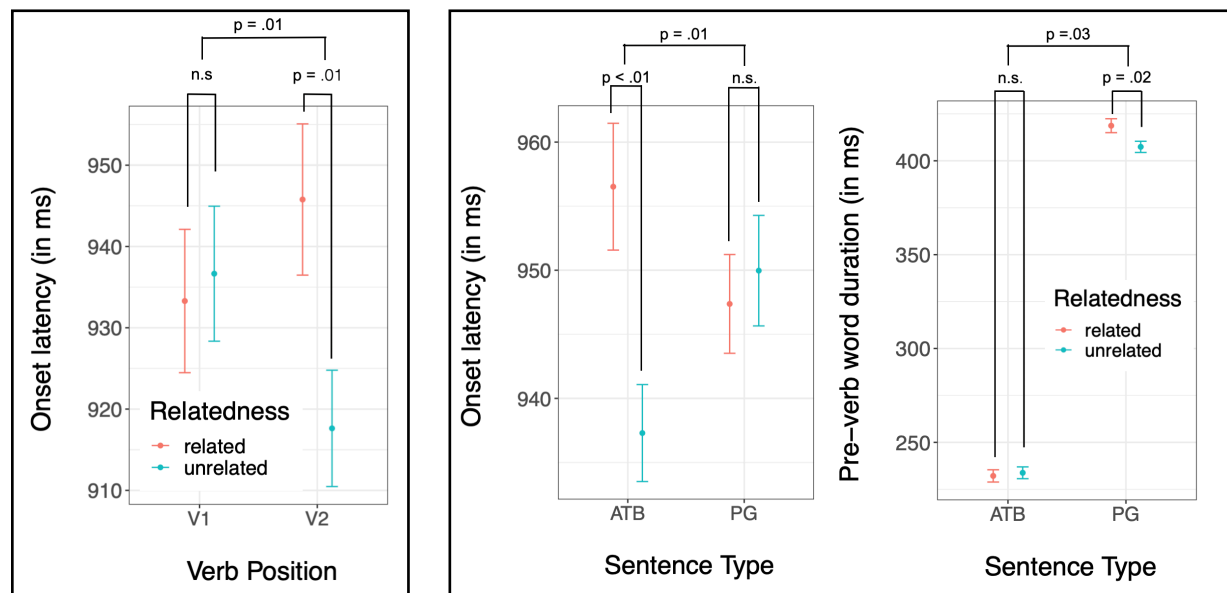 p = .01
n.s
p = .01
Onset latency (in ms)
950
940
930
920
910
Relatedness
related
unrelated
V1
V2
Verb Position
p = .01
p < .01
n.s.
Onset latency (in ms)
960
950
940
ATB
PG
Sentence Type
p =.03
n.s.
p = .02
Pre−verb word duration (in ms)
400
350
300
250
Relatedness
related
unrelated
ATB
PG
Sentence Type